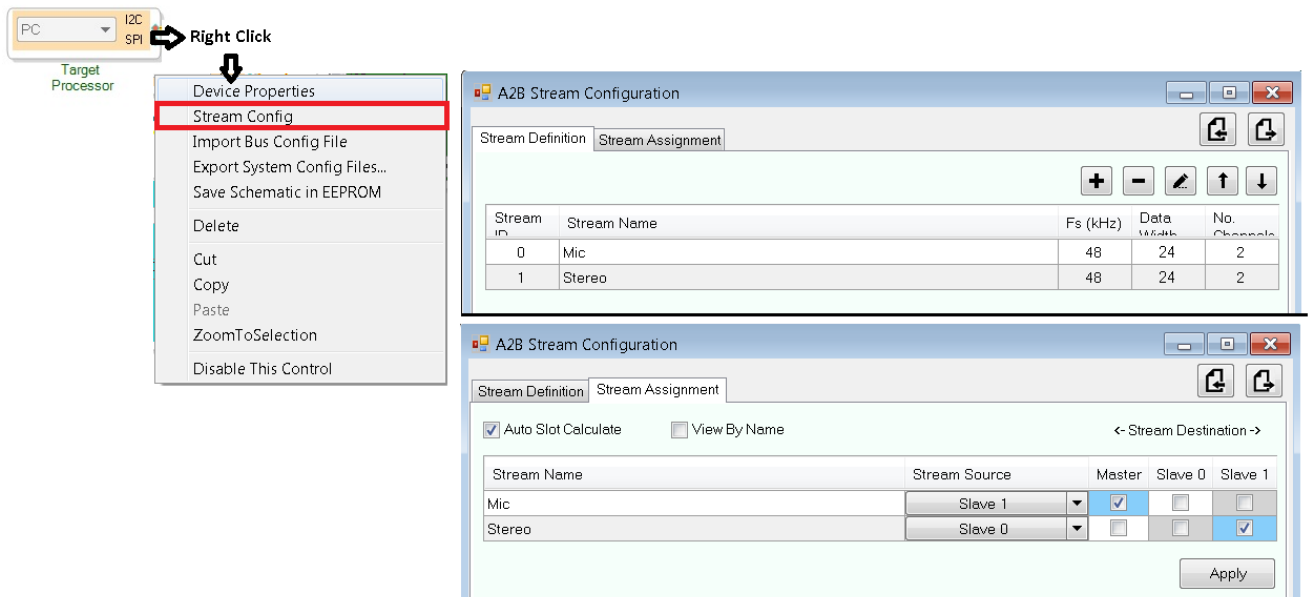 PC
I2C
SPI
Right Click
Target
Processor
Device Properties
Stream Config
Import Bus Config File
Export System Config Files...
Save Schematic in EEPROM
Delete
Cut
Copy
Paste
ZoomToSelection
Disable This Control
A2B Stream Configuration
Stream Definition Stream Assignment
Stream ID Stream Name Fs (kHz) Data Width No. Channels
0 Mic 48 24 2
1 Stereo 48 24 2
A2B Stream Configuration
Stream Definition Stream Assignment
Auto Slot Calculate View By Name <- Stream Destination ->
Stream Name Stream Source Master Slave 0 Slave 1
Mic Slave 1
Stereo Slave 0
Apply